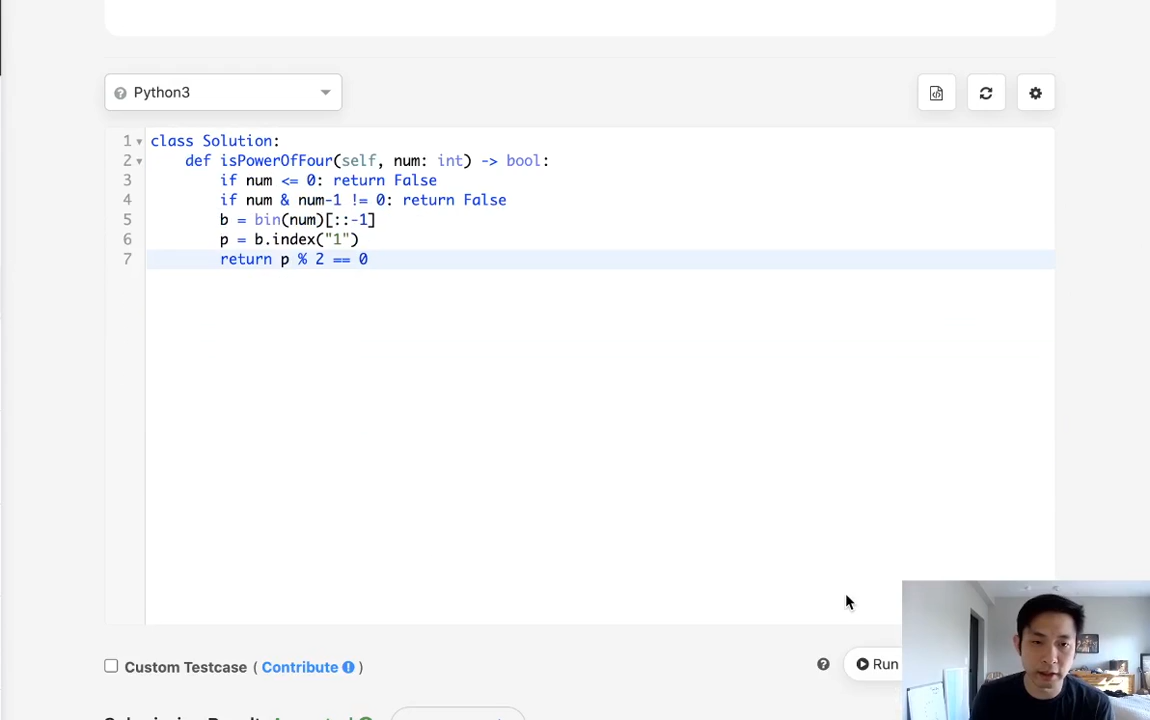 Python3
1 class Solution:
2 def isPowerOfFour(self, num: int) -> bool:
3 if num <= 0: return False
4 if num & num-1 != 0: return False
5 b = bin(num)[::-1]
6 p = b.index("1")
7 return p % 2 == 0
Custom Testcase ( Contribute )
Run